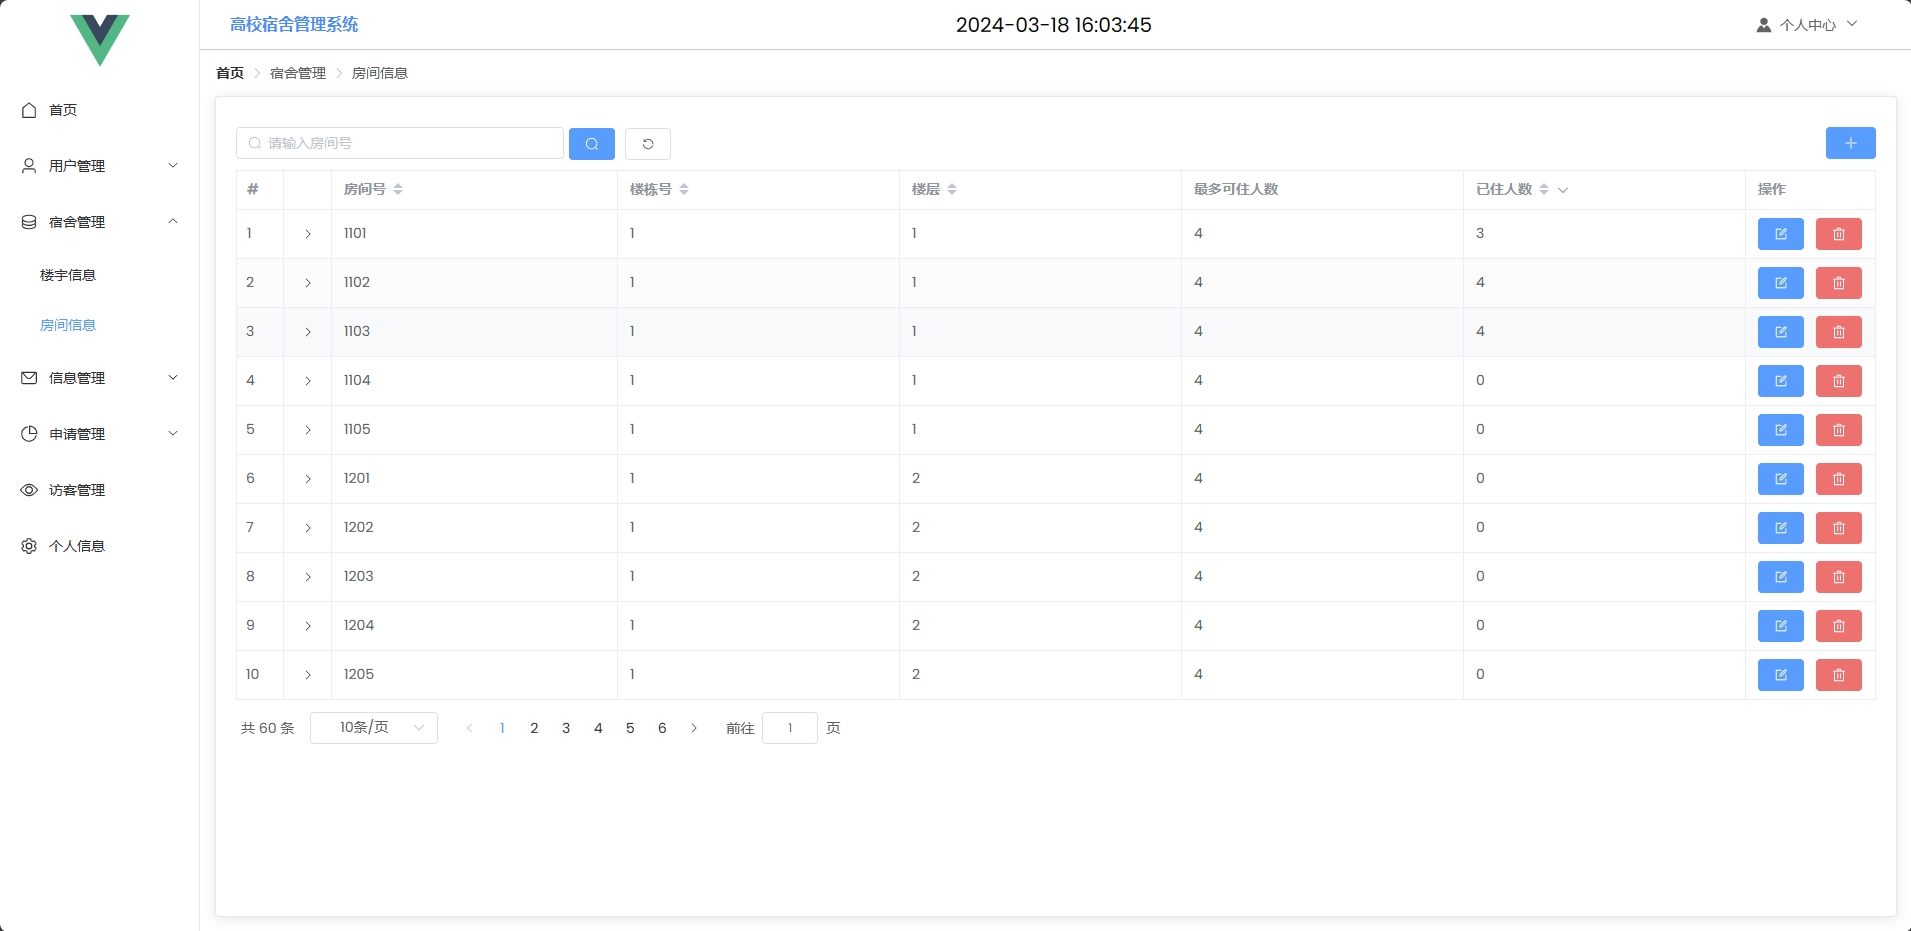 高校宿舍管理系统 2024-03-18 16:03:45 个人中心
首页
用户管理
宿舍管理
楼宇信息
房间信息
信息管理
申请管理
访客管理
个人信息
首页 宿舍管理 房间信息
请输入房间号
# 房间号 楼栋号 楼层 最多可住人数 已住人数 操作
1 1101 1 1 4 3
2 1102 1 1 4 4
3 1103 1 1 4 4
4 1104 1 1 4 0
5 1105 1 1 4 0
6 1201 1 2 4 0
7 1202 1 2 4 0
8 1203 1 2 4 0
9 1204 1 2 4 0
10 1205 1 2 4 0
共 60 条 10条/页 1 2 3 4 5 6 前往 1 页